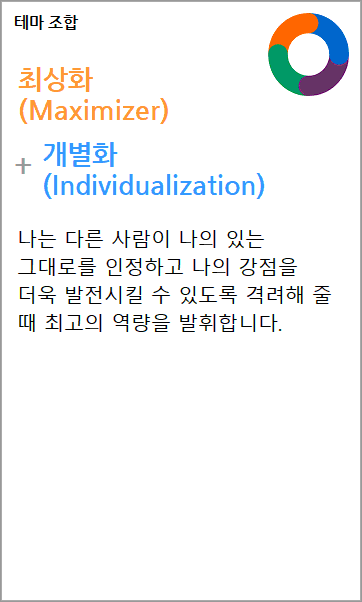 테마 조합
최상화
(Maximizer)
+ 개별화
(Individualization)
나는 다른 사람이 나의 있는
그대로를 인정하고 나의 강점을
더욱 발전시킬 수 있도록 격려해 줄
때 최고의 역량을 발휘합니다.